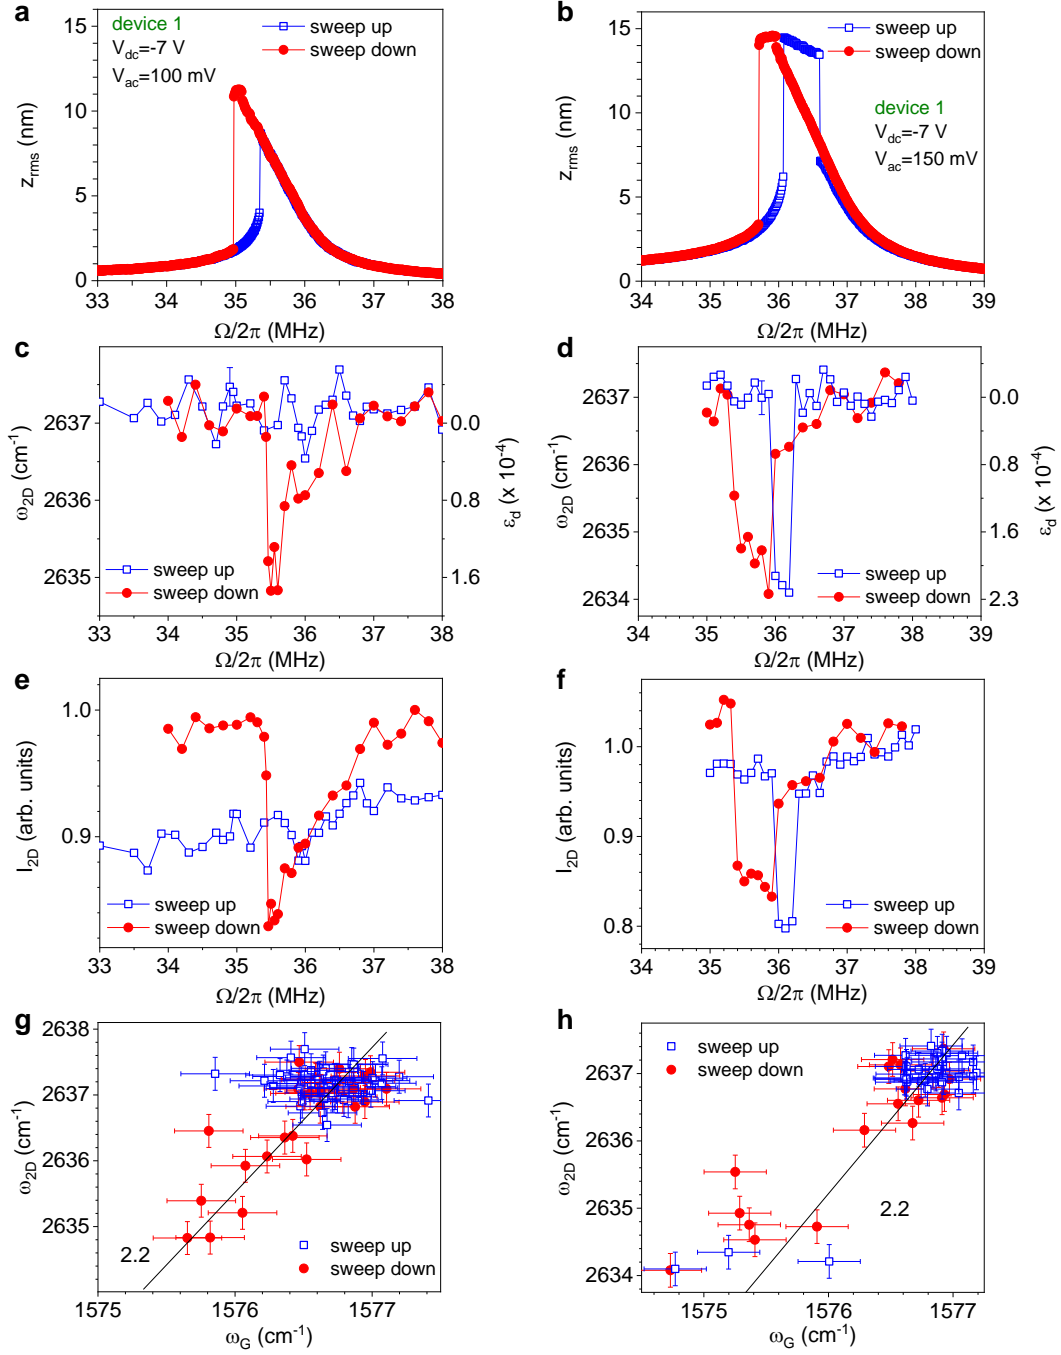 a
device 1
V_dc=-7 V
V_ac=100 mV
sweep up
sweep down
15
10
5
0
z_rms (nm)
33 34 35 36 37 38
Ω/2π (MHz)
b
sweep up
sweep down
device 1
V_dc=-7 V
V_ac=150 mV
15
10
5
0
z_rms (nm)
34 35 36 37 38 39
Ω/2π (MHz)
c
2637
2636
2635
ω_2D (cm⁻¹)
0.0
0.8
1.6
ε_d (x 10⁻⁴)
sweep up
sweep down
33 34 35 36 37 38
Ω/2π (MHz)
d
2637
2636
2635
2634
ω_2D (cm⁻¹)
0.0
0.8
1.6
2.3
ε_d (x 10⁻⁴)
sweep up
sweep down
34 35 36 37 38 39
Ω/2π (MHz)
e
1.0
0.9
I_2D (arb. units)
sweep up
sweep down
33 34 35 36 37 38
Ω/2π (MHz)
f
1.0
0.9
0.8
I_2D (arb. units)
sweep up
sweep down
34 35 36 37 38 39
Ω/2π (MHz)
g
2638
2637
2636
2635
ω_2D (cm⁻¹)
2.2
sweep up
sweep down
1575 1576 1577
ω_G (cm⁻¹)
h
sweep up
sweep down
2637
2636
2635
2634
ω_2D (cm⁻¹)
2.2
1575 1576 1577
ω_G (cm⁻¹)